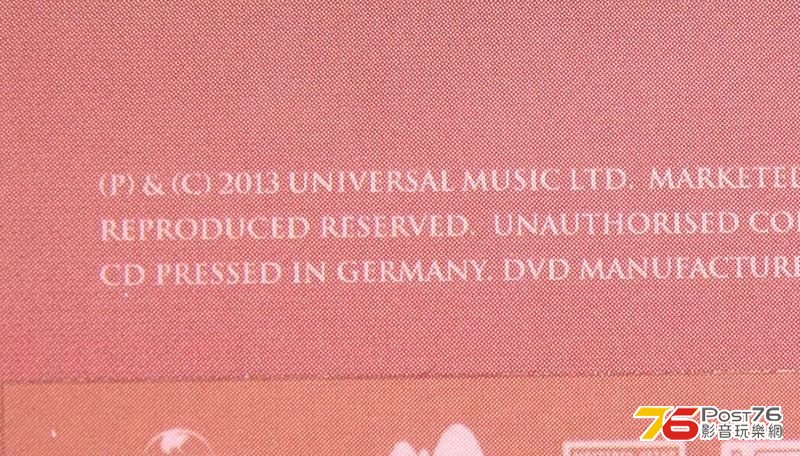 (P) & (C) 2013 UNIVERSAL MUSIC LTD. MARKETED
REPRODUCED RESERVED. UNAUTHORISED CO
CD PRESSED IN GERMANY. DVD MANUFACTURE
76 POST76
影音玩樂網